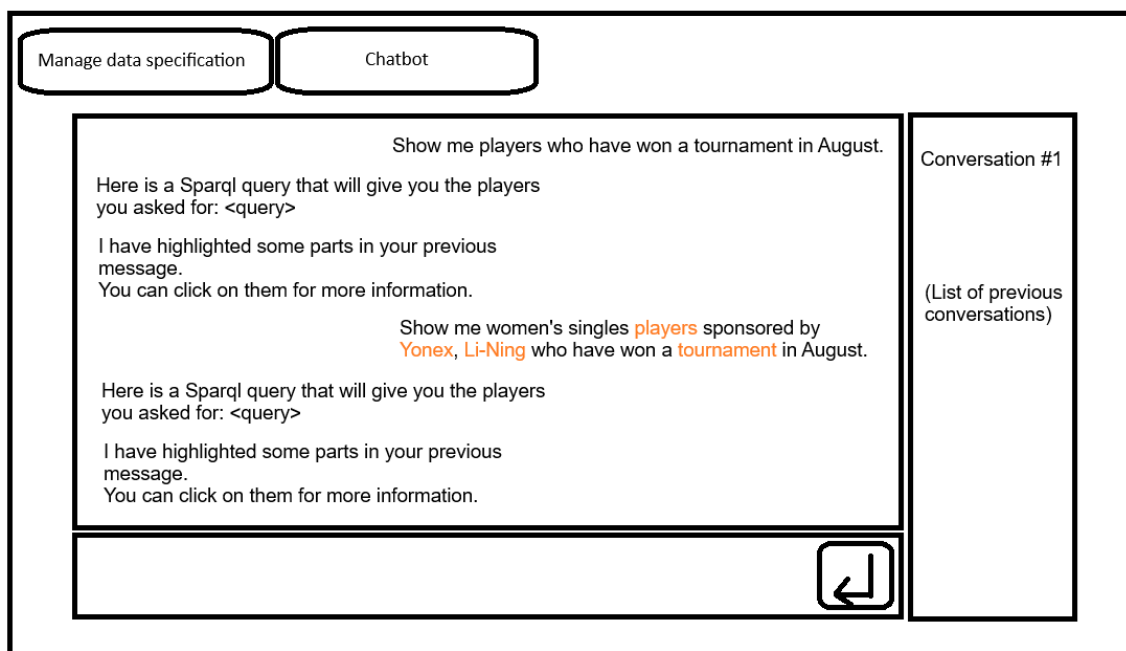 Manage data specification
Chatbot
Show me players who have won a tournament in August.
Here is a Sparql query that will give you the players
you asked for: <query>
I have highlighted some parts in your previous
message.
You can click on them for more information.
Show me women's singles players sponsored by
Yonex, Li-Ning who have won a tournament in August.
Here is a Sparql query that will give you the players
you asked for: <query>
I have highlighted some parts in your previous
message.
You can click on them for more information.
Conversation #1
(List of previous
conversations)